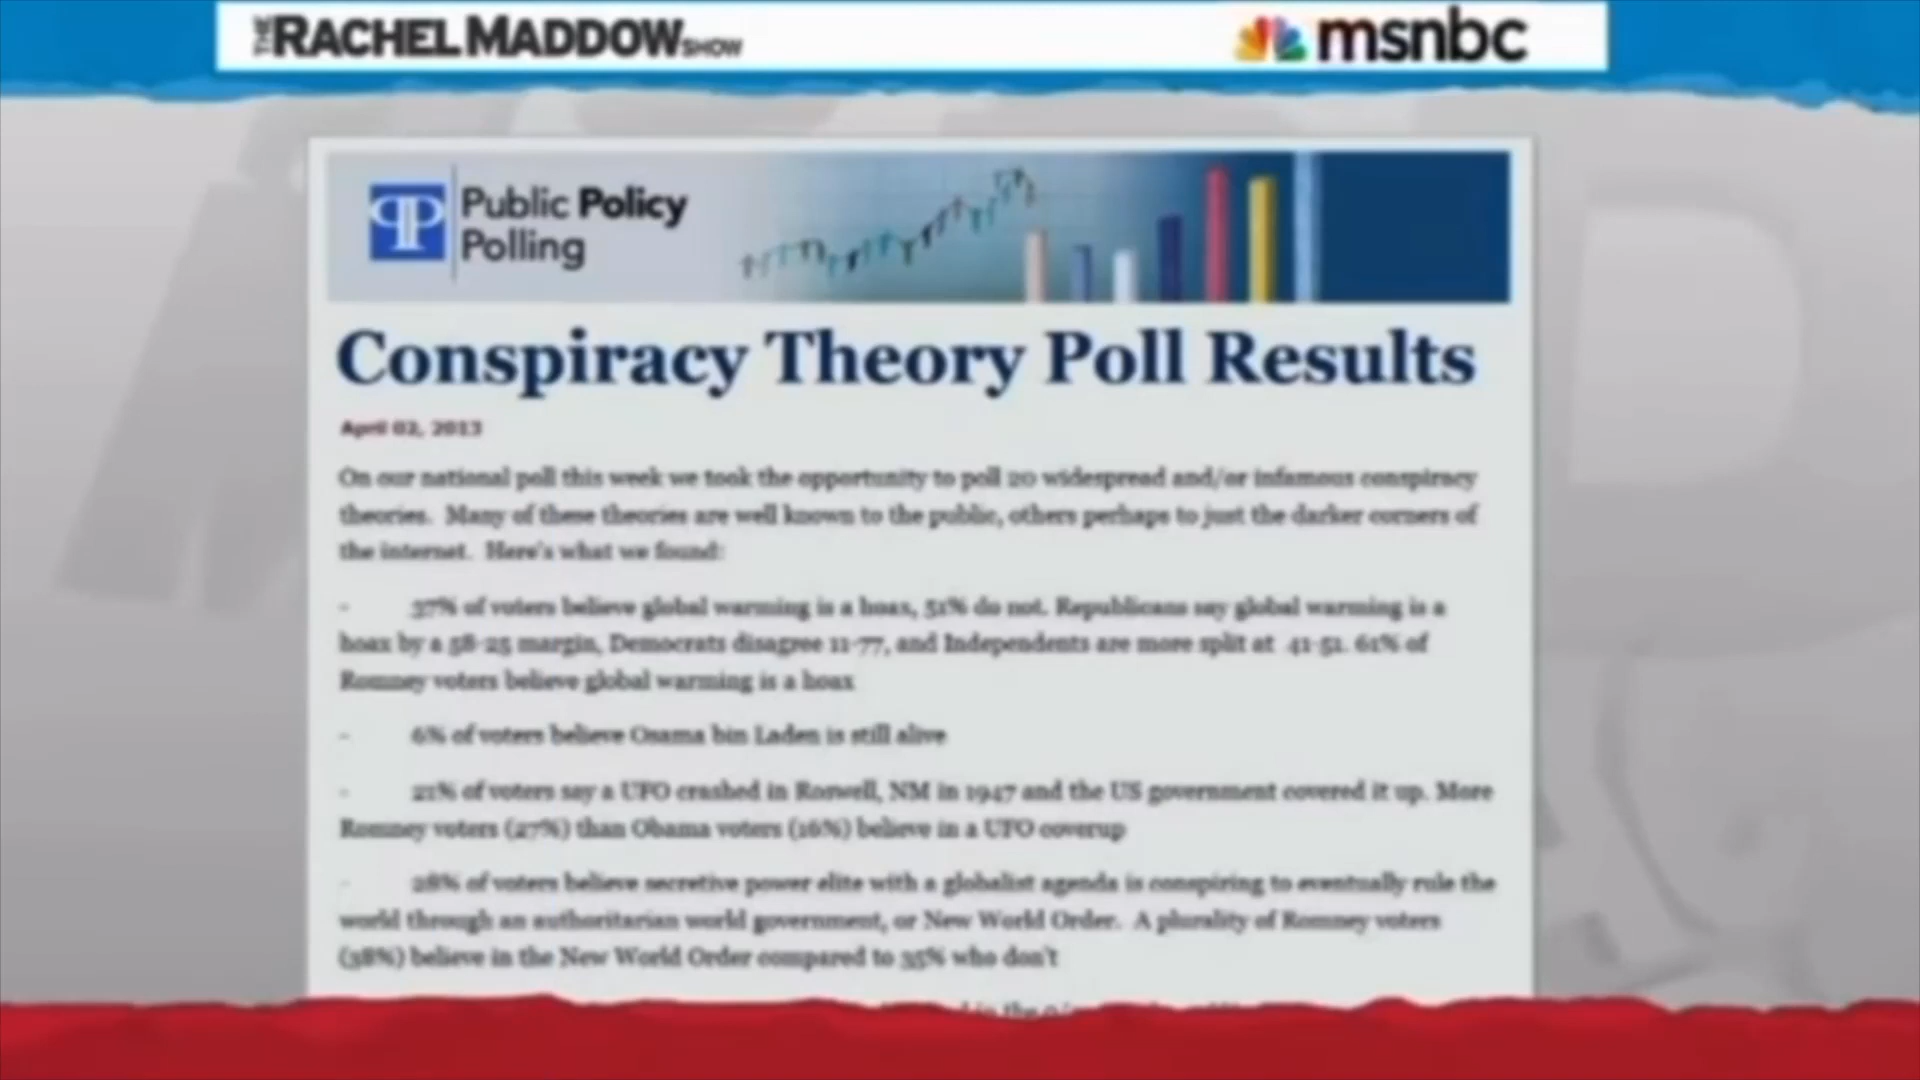 THE RACHEL MADDOW SHOW
msnbc
Public Policy
Polling
Conspiracy Theory Poll Results
April 02, 2013
On our national poll this week we took the opportunity to poll 20 widespread and/or infamous conspiracy
theories. Many of these theories are well known to the public, others perhaps to just the darker corners of
the internet. Here's what we found:
- 37% of voters believe global warming is a hoax, 51% do not. Republicans say global warming is a
hoax by a 58-25 margin, Democrats disagree 11-77, and Independents are more split at 41-51. 61% of
Romney voters believe global warming is a hoax
- 6% of voters believe Osama bin Laden is still alive
- 21% of voters say a UFO crashed in Roswell, NM in 1947 and the US government covered it up. More
Romney voters (27%) than Obama voters (16%) believe in a UFO coverup
- 28% of voters believe secretive power elite with a globalist agenda is conspiring to eventually rule the
world through an authoritarian world government, or New World Order. A plurality of Romney voters
(38%) believe in the New World Order compared to 35% who don't
in the